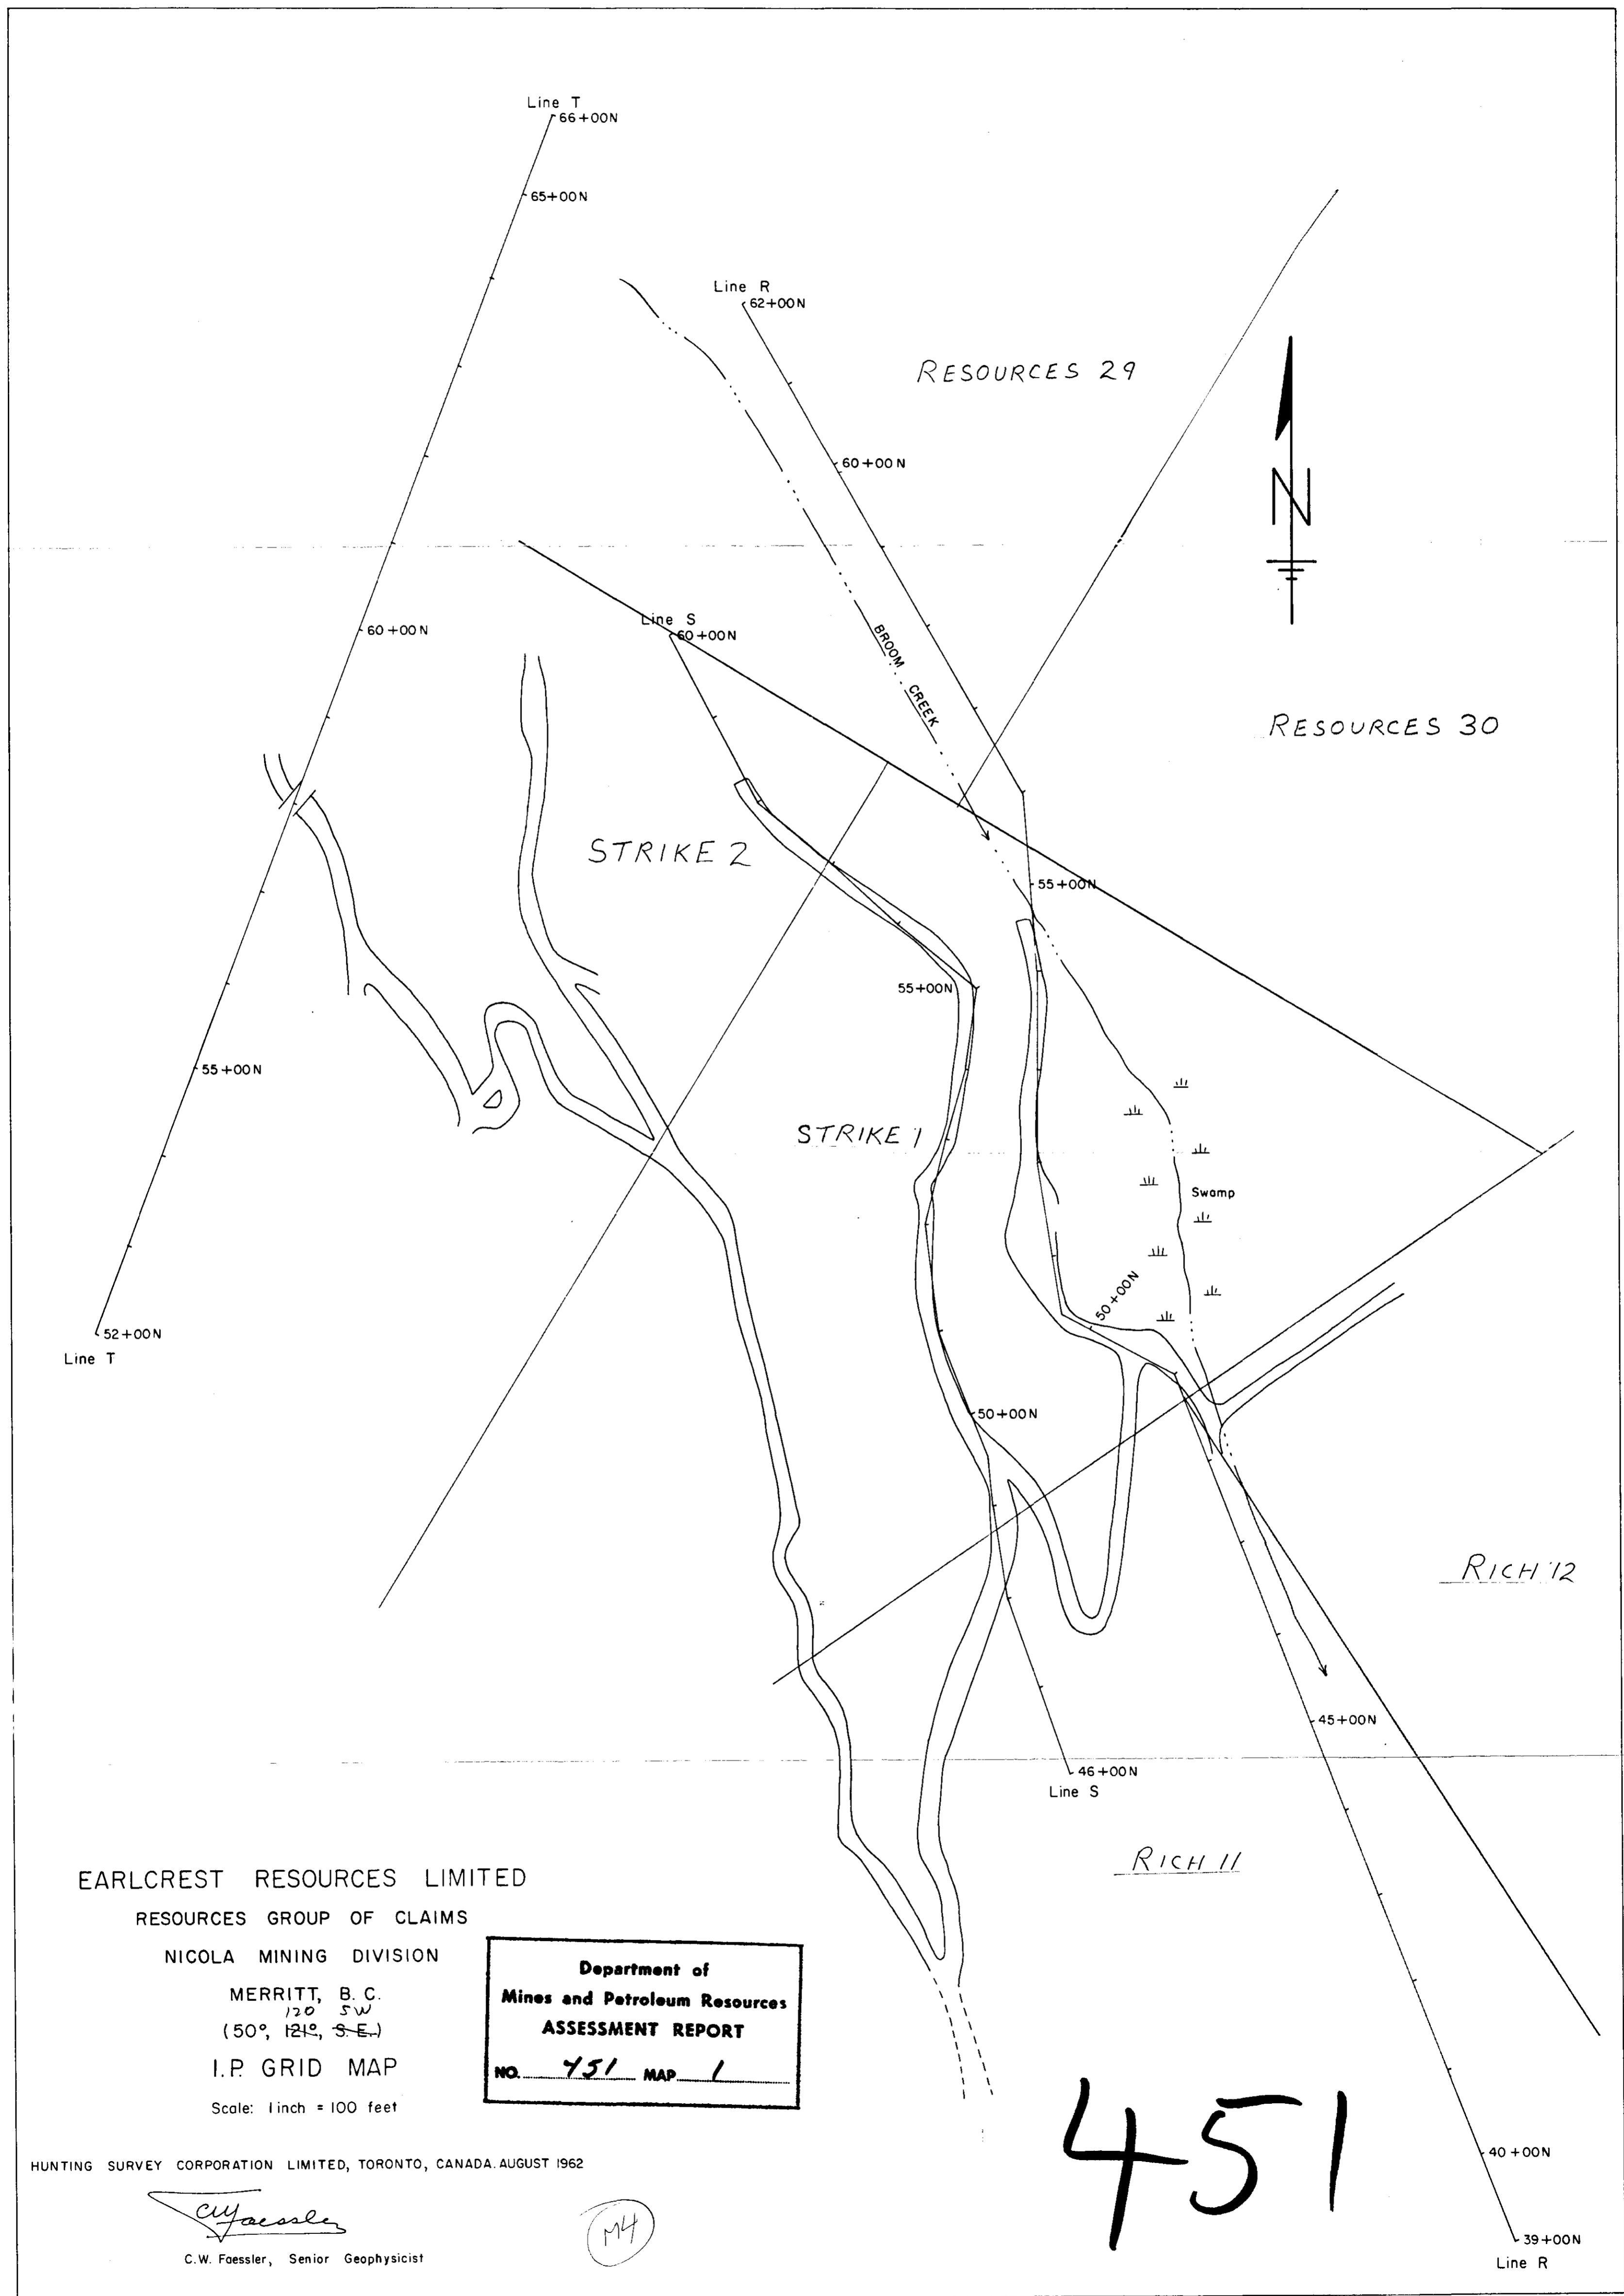 Line T
66+00N
65+00N
Line R
62+00N
RESOURCES 29
60+00N
N
Line S
60+00N
60+00N
BROOM CREEK
RESOURCES 30
STRIKE 2
55+00N
55+00N
55+00N
STRIKE 1
Swamp
50+00N
52+00N
Line T
50+00N
RICH 12
45+00N
46+00N
Line S
RICH 11
EARLCREST RESOURCES LIMITED
RESOURCES GROUP OF CLAIMS
NICOLA MINING DIVISION
MERRITT, B. C.
120 SW
(50°, 121°, S.E.)
I.P. GRID MAP
Scale: 1 inch = 100 feet
Department of
Mines and Petroleum Resources
ASSESSMENT REPORT
NO. 451 MAP 1
451
40+00N
HUNTING SURVEY CORPORATION LIMITED, TORONTO, CANADA. AUGUST 1962
CWFaessler
M4
C.W. Faessler, Senior Geophysicist
39+00N
Line R